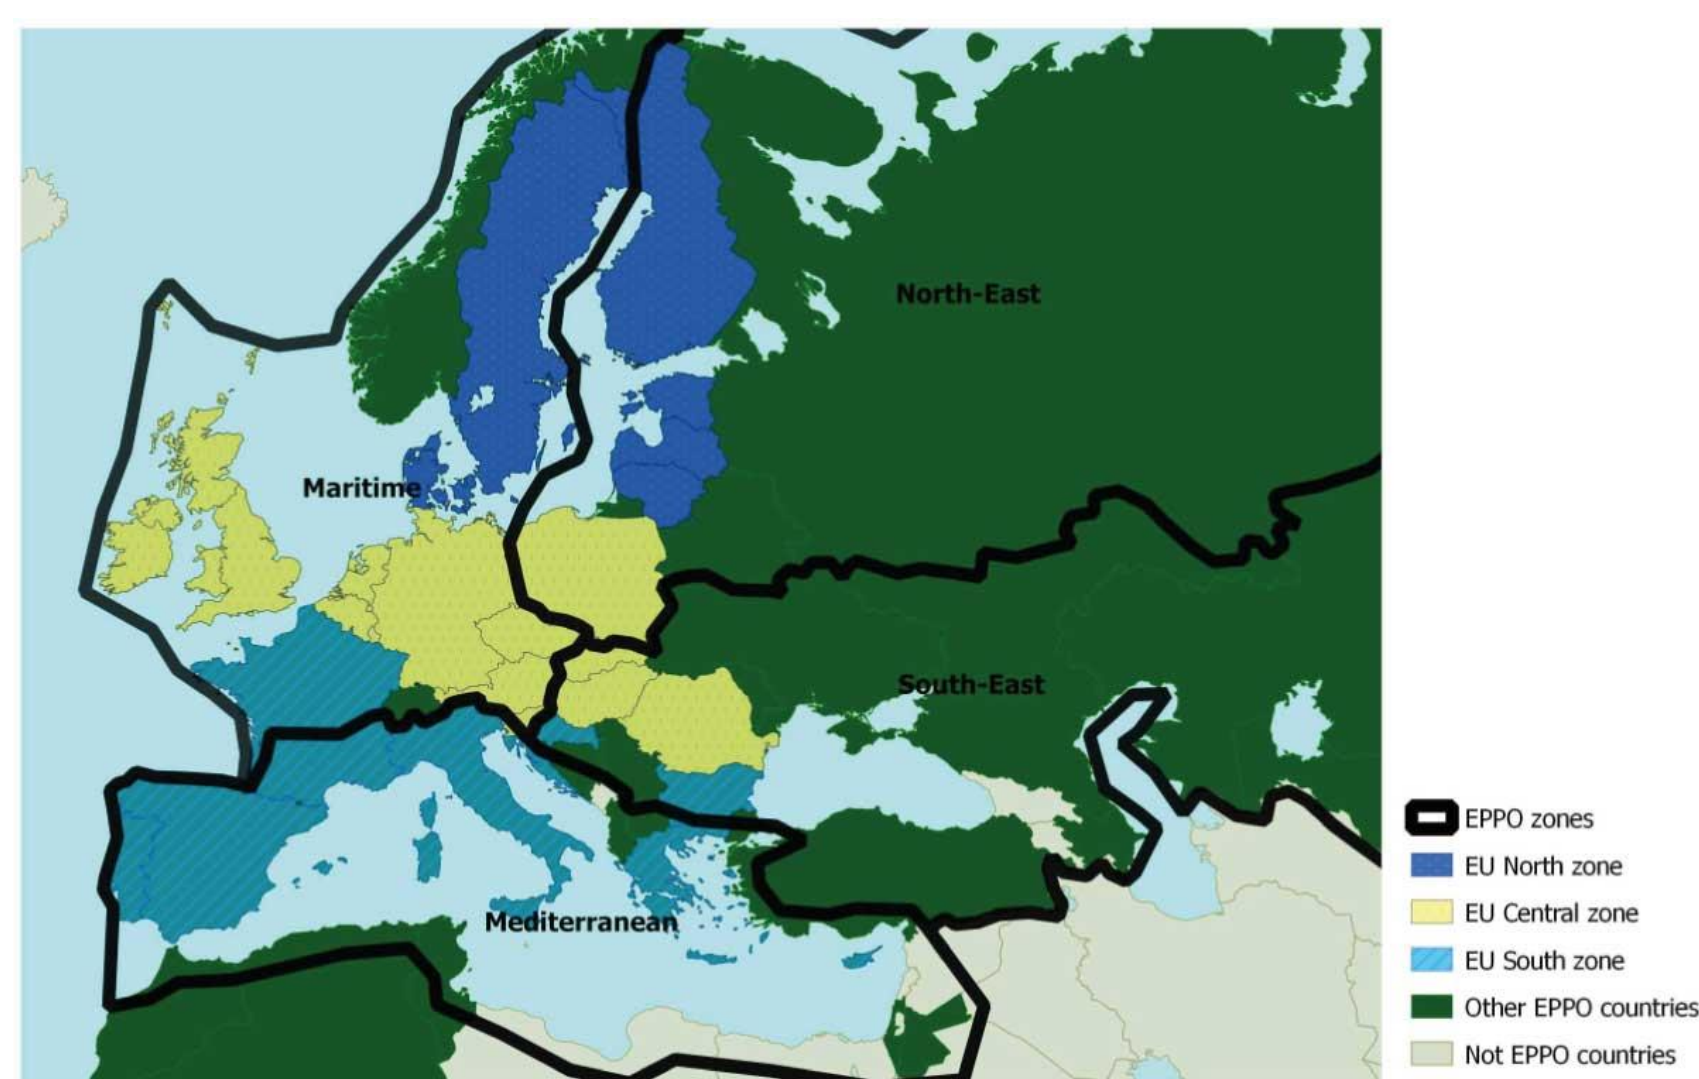 North-East
Maritime
South-East
Mediterranean
EPPO zones
EU North zone
EU Central zone
EU South zone
Other EPPO countries
Not EPPO countries